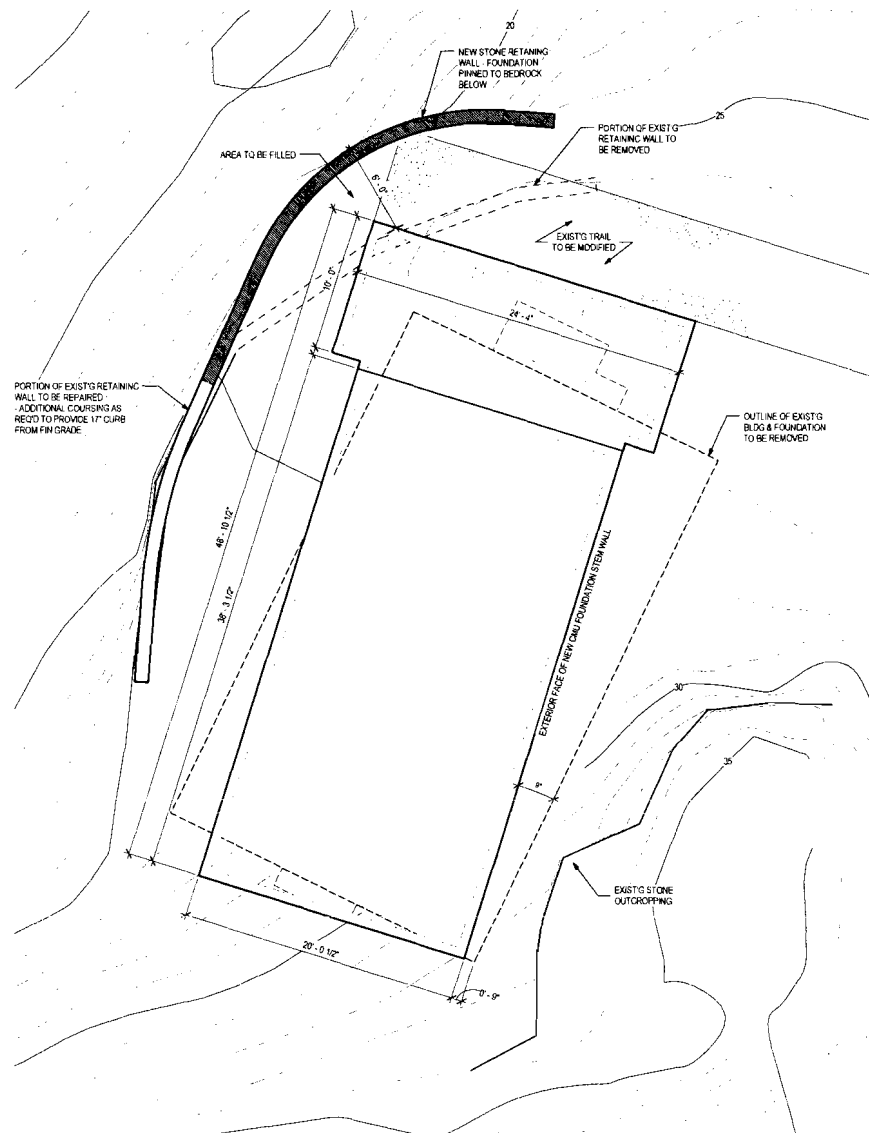 20
NEW STONE RETANING
WALL - FOUNDATION
PINNED TO BEDROCK
BELOW
25
PORTION OF EXIST'G
RETAINING WALL TO
BE REMOVED
AREA TO BE FILLED
6' - 0"
EXIST'G TRAIL
TO BE MODIFIED
10' - 0"
24' - 4"
PORTION OF EXIST'G RETAINING
WALL TO BE REPAIRED -
- ADDITIONAL COURSING AS
REQ'D TO PROVIDE 17" CURB
FROM FIN GRADE
OUTLINE OF EXIST'G
BLDG & FOUNDATION
TO BE REMOVED
48' - 10 1/2"
38' - 3 1/2"
EXTERIOR FACE OF NEW CMU FOUNDATION STEM WALL
30
35
9"
EXIST'G STONE
OUTCROPPING
20' - 0 1/2"
0' - 9"